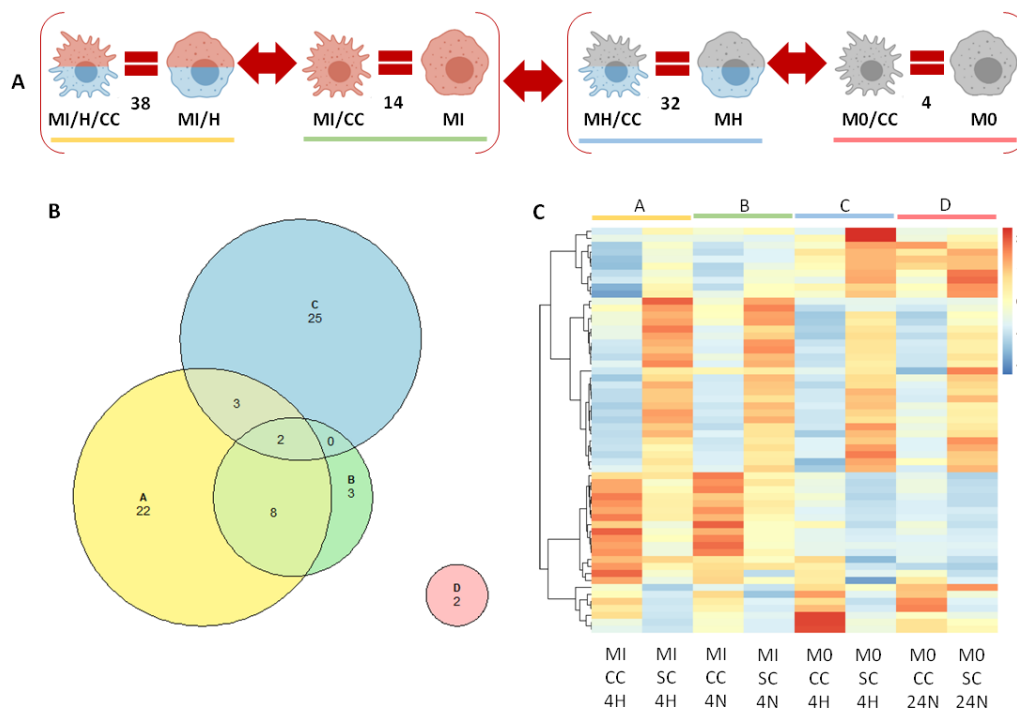 A
38
14
32
4
MI/H/CC MI/H MI/CC MI MH/CC MH M0/CC M0
B
C
25
3
2
0
B
3
A
22
8
D
2
C
A B C D
MI MI MI MI M0 M0 M0 M0
CC SC CC SC CC SC CC SC
4H 4H 4N 4N 4H 4H 24N 24N